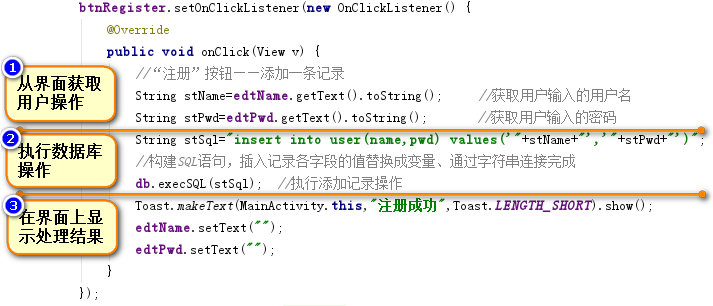 btnRegister.setOnClickListener(new OnClickListener() {
@Override
public void onClick(View v) {
//“注册”按钮——添加一条记录
String stName=edtName.getText().toString(); //获取用户输入的用户名
String stPwd=edtPwd.getText().toString(); //获取用户输入的密码
String stSql="insert into user(name,pwd) values('"+stName+"','"+stPwd+"')";
//构建SQL语句，插入记录各字段的值替换成变量、通过字符串连接完成
db.execSQL(stSql); //执行添加记录操作
Toast.makeText(MainActivity.this,"注册成功",Toast.LENGTH_SHORT).show();
edtName.setText("");
edtPwd.setText("");
}
});
1
从界面获取
用户操作
2
执行数据库
操作
3
在界面上显
示处理结果